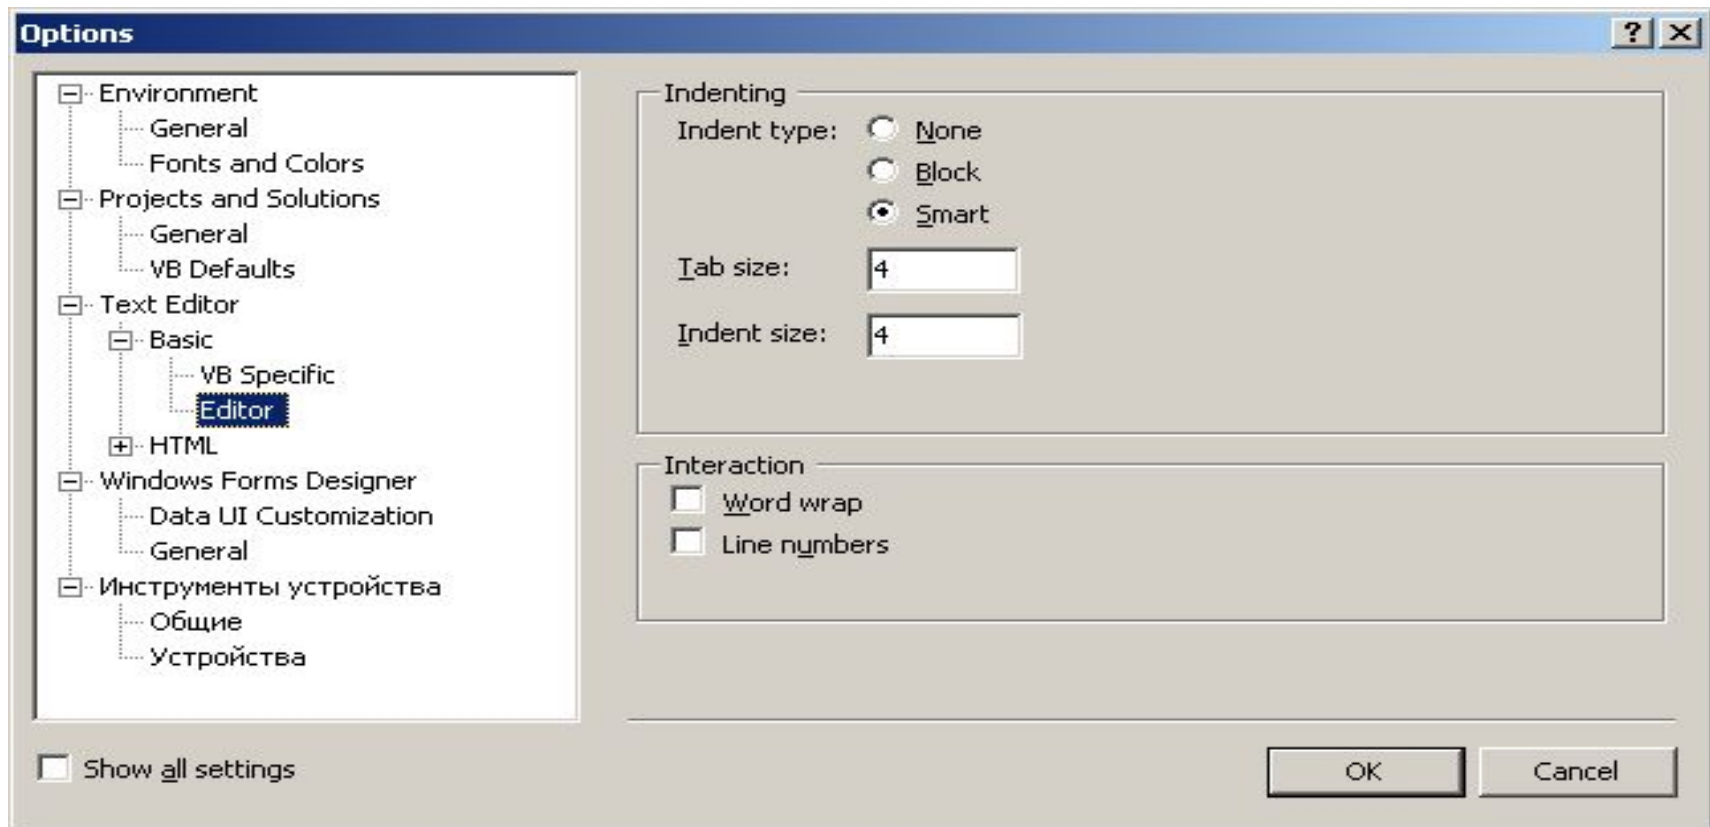 Options
Environment
General
Fonts and Colors
Projects and Solutions
General
VB Defaults
Text Editor
Basic
VB Specific
Editor
HTML
Windows Forms Designer
Data UI Customization
General
Инструменты устройства
Общие
Устройства
Show all settings
Indenting
Indent type:
None
Block
Smart
Tab size:
4
Indent size:
4
Interaction
Word wrap
Line numbers
OK
Cancel